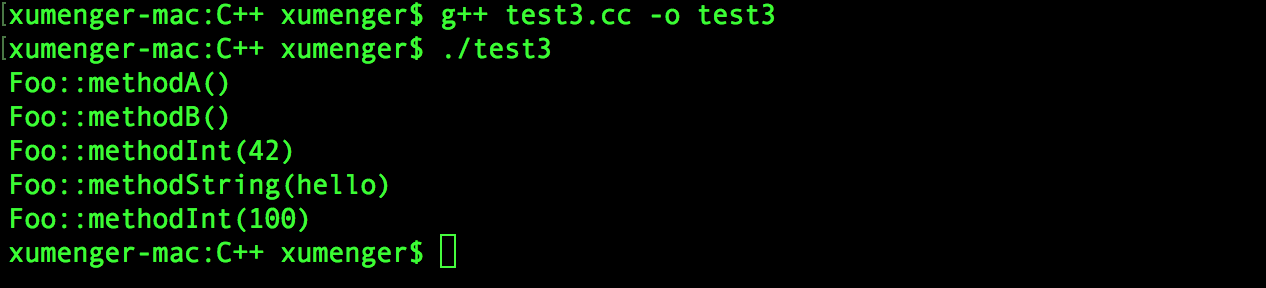 [xumenger-mac:C++ xumenger$ g++ test3.cc -o test3
[xumenger-mac:C++ xumenger$ ./test3
Foo::methodA()
Foo::methodB()
Foo::methodInt(42)
Foo::methodString(hello)
Foo::methodInt(100)
xumenger-mac:C++ xumenger$